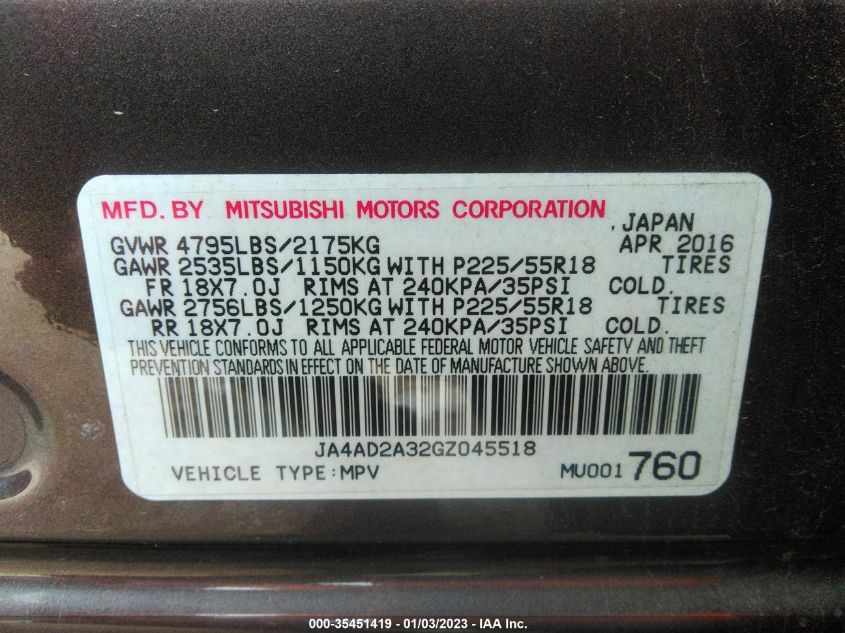 MFD. BY MITSUBISHI MOTORS CORPORATION , JAPAN
GVWR 4795LBS/2175KG APR 2016
GAWR 2535LBS/1150KG WITH P225/55R18 TIRES
FR 18X7.0J RIMS AT 240KPA/35PSI COLD.
GAWR 2756LBS/1250KG WITH P225/55R18 TIRES
RR 18X7.0J RIMS AT 240KPA/35PSI COLD.
THIS VEHICLE CONFORMS TO ALL APPLICABLE FEDERAL MOTOR VEHICLE SAFETY AND THEFT
PREVENTION STANDARDS IN EFFECT ON THE DATE OF MANUFACTURE SHOWN ABOVE.
JA4AD2A32GZ045518
VEHICLE TYPE:MPV MU001 760
000-35451419 - 01/03/2023 - IAA Inc.